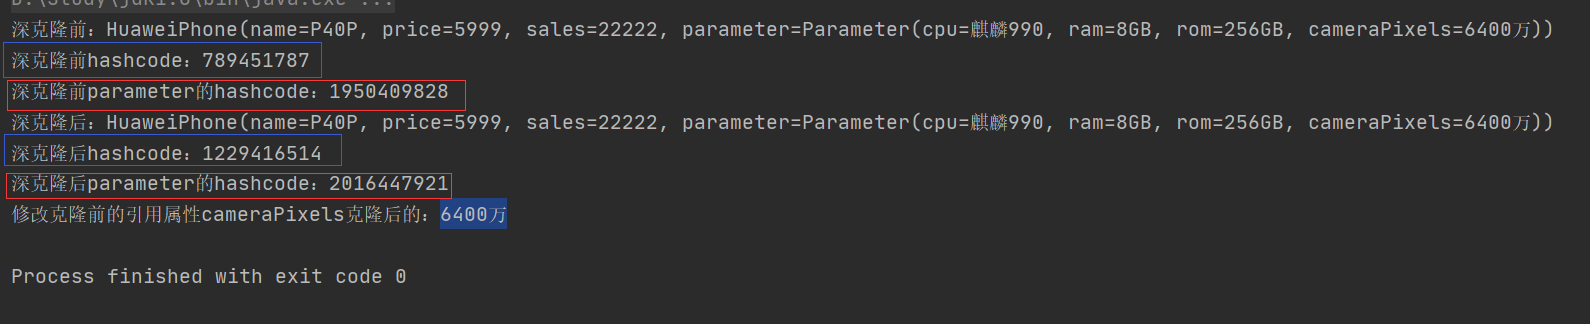 D:\Study\jdk1.8\bin\java.exe ...
深克隆前：HuaweiPhone(name=P40P, price=5999, sales=22222, parameter=Parameter(cpu=麒麟990, ram=8GB, rom=256GB, cameraPixels=6400万))
深克隆前hashcode：789451787
深克隆前parameter的hashcode：1950409828
深克隆后：HuaweiPhone(name=P40P, price=5999, sales=22222, parameter=Parameter(cpu=麒麟990, ram=8GB, rom=256GB, cameraPixels=6400万))
深克隆后hashcode：1229416514
深克隆后parameter的hashcode：2016447921
修改克隆前的引用属性cameraPixels克隆后的：6400万
Process finished with exit code 0